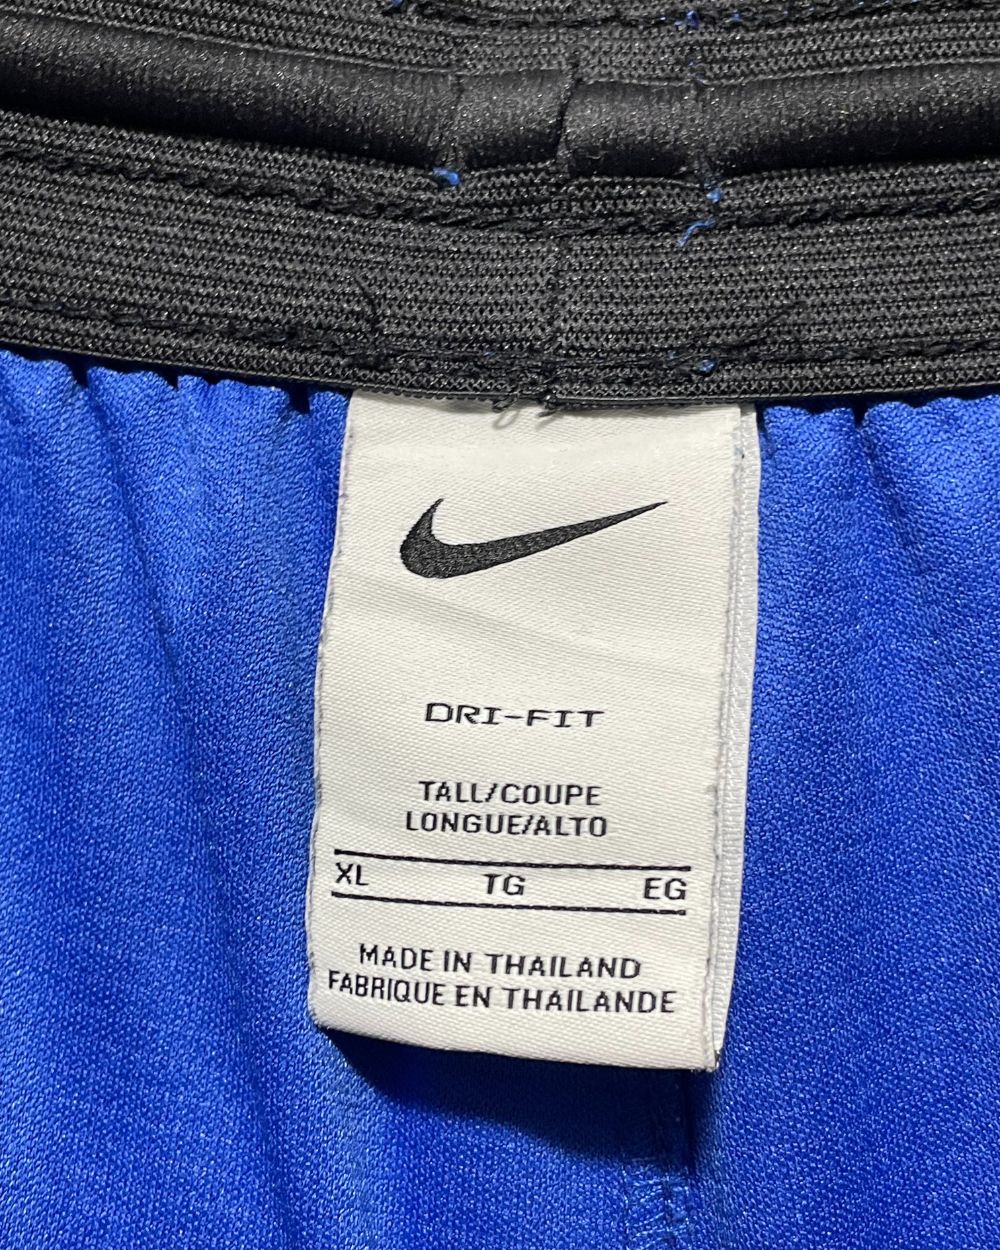 DRI-FIT
TALL/COUPE
LONGUE/ALTO
XL TG EG
MADE IN THAILAND
FABRIQUE EN THAILANDE